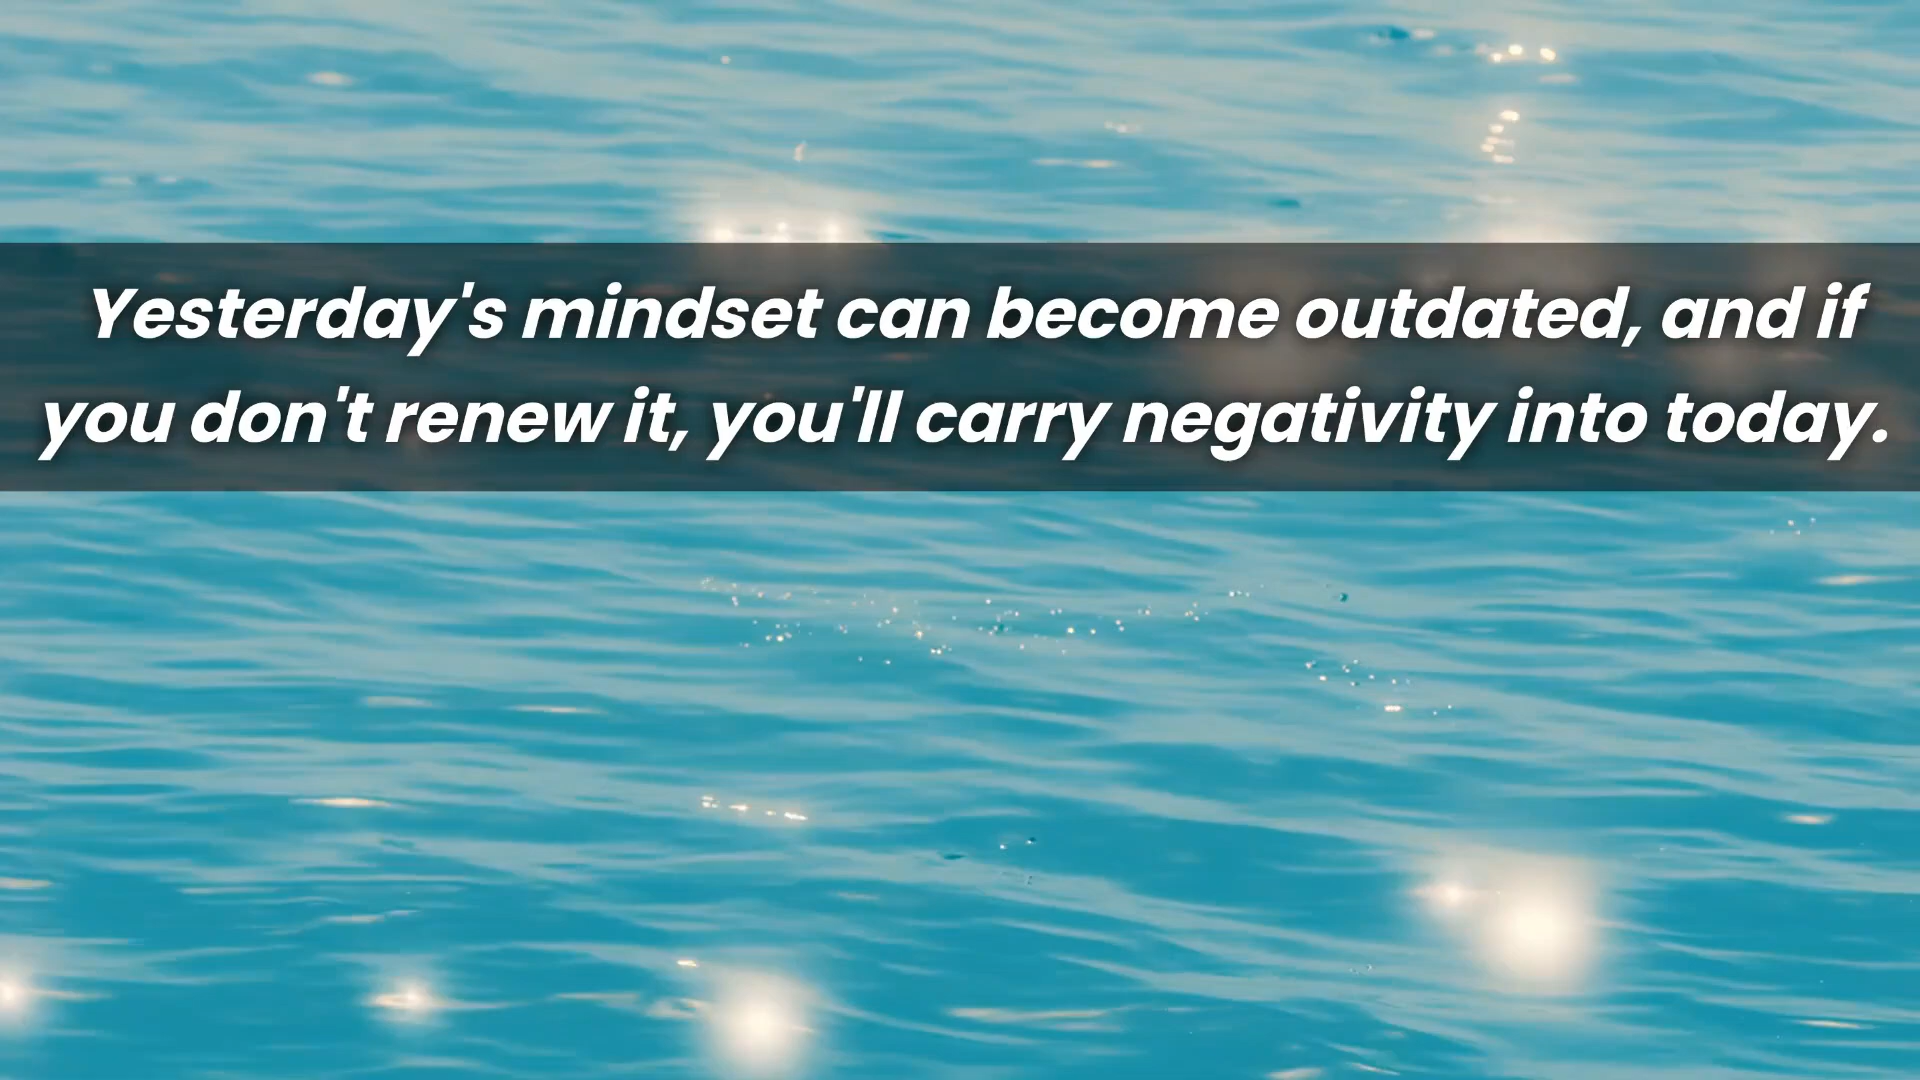 Yesterday's mindset can become outdated, and if
you don't renew it, you'll carry negativity into today.